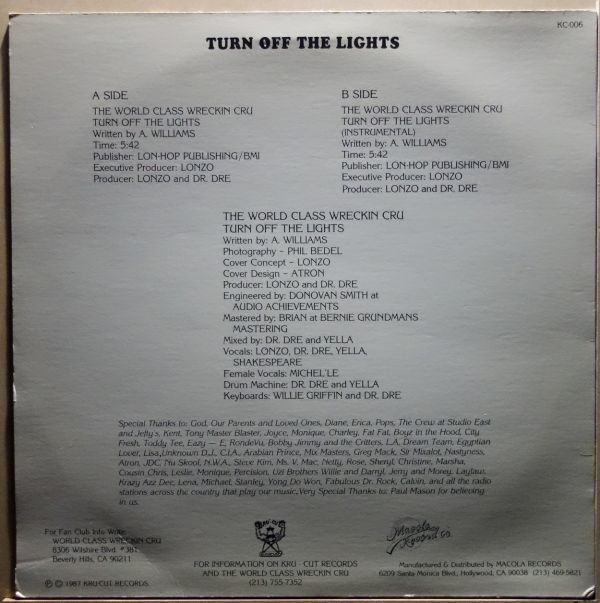 KC-006
TURN OFF THE LIGHTS
A SIDE
THE WORLD CLASS WRECKIN CRU
TURN OFF THE LIGHTS
Written by A. WILLIAMS
Time: 5:42
Publisher: LON-HOP PUBLISHING/BMI
Executive Producer: LONZO
Producer: LONZO and DR. DRE
B SIDE
THE WORLD CLASS WRECKIN CRU
TURN OFF THE LIGHTS
(INSTRUMENTAL)
Written by: A. WILLIAMS
Time: 5:42
Publisher: LON-HOP PUBLISHING/BMI
Executive Producer: LONZO
Producer: LONZO and DR. DRE
THE WORLD CLASS WRECKIN CRU
TURN OFF THE LIGHTS
Written by: A. WILLIAMS
Photography - PHIL BEDEL
Cover Concept - LONZO
Cover Design - ATRON
Producer: LONZO and DR. DRE
Engineered by: DONOVAN SMITH at
AUDIO ACHIEVEMENTS
Mastered by: BRIAN at BERNIE GRUNDMANS
MASTERING
Mixed by: DR. DRE and YELLA
Vocals: LONZO, DR. DRE, YELLA,
SHAKESPEARE
Female Vocals: MICHEL'LE
Drum Machine: DR. DRE and YELLA
Keyboards: WILLIE GRIFFIN and DR. DRE
Special Thanks to: God, Our Parents and Loved Ones, Diane, Erica, Pops, The Crew at Studio East
and Jetty's, Kent, Tony Master Blaster, Joyce, Monique, Charley, Fat Fat, Boyz in the Hood, City
Fresh, Toddy Tee, Eazy - E, RondeVu, Bobby Jimmy and the Critters, L.A. Dream Team, Egyptian
Lover, Lisa, Unknown D.J., C.I.A., Arabian Prince, Mix Masters, Greg Mack, Sir Mixalot, Nastyness,
Atron, JDC, Nu Skool, N.W.A., Steve Kim, Ms. V. Mac, Netty, Rose, Sheryl, Christine, Marsha,
Cousin Chris, Leslie, Monique, Percision, Uzi Brothers Willie and Darryl, Jerry and Morey, Laylaw,
Krazy Azz Dee, Lena, Michael, Stanley, Yong Do Won, Fabulous Dr. Rock, Calvin, and all the radio
stations across the country that play our music. Very Special Thanks to: Paul Mason for believing
in us.
For Fan Club Info Write:
WORLD CLASS WRECKIN CRU
8306 Wilshire Blvd. #381
Beverly Hills, CA 90211
Ⓟ © 1987 KRU-CUT RECORDS
KRU-CUT
FOR INFORMATION ON KRU - CUT RECORDS
AND THE WORLD CLASS WRECKIN CRU
(213) 755-7352
Macola
Record Co.
Manufactured & Distributed by MACOLA RECORDS
6209 Santa Monica Blvd., Hollywood, CA 90038 (213) 469-5821